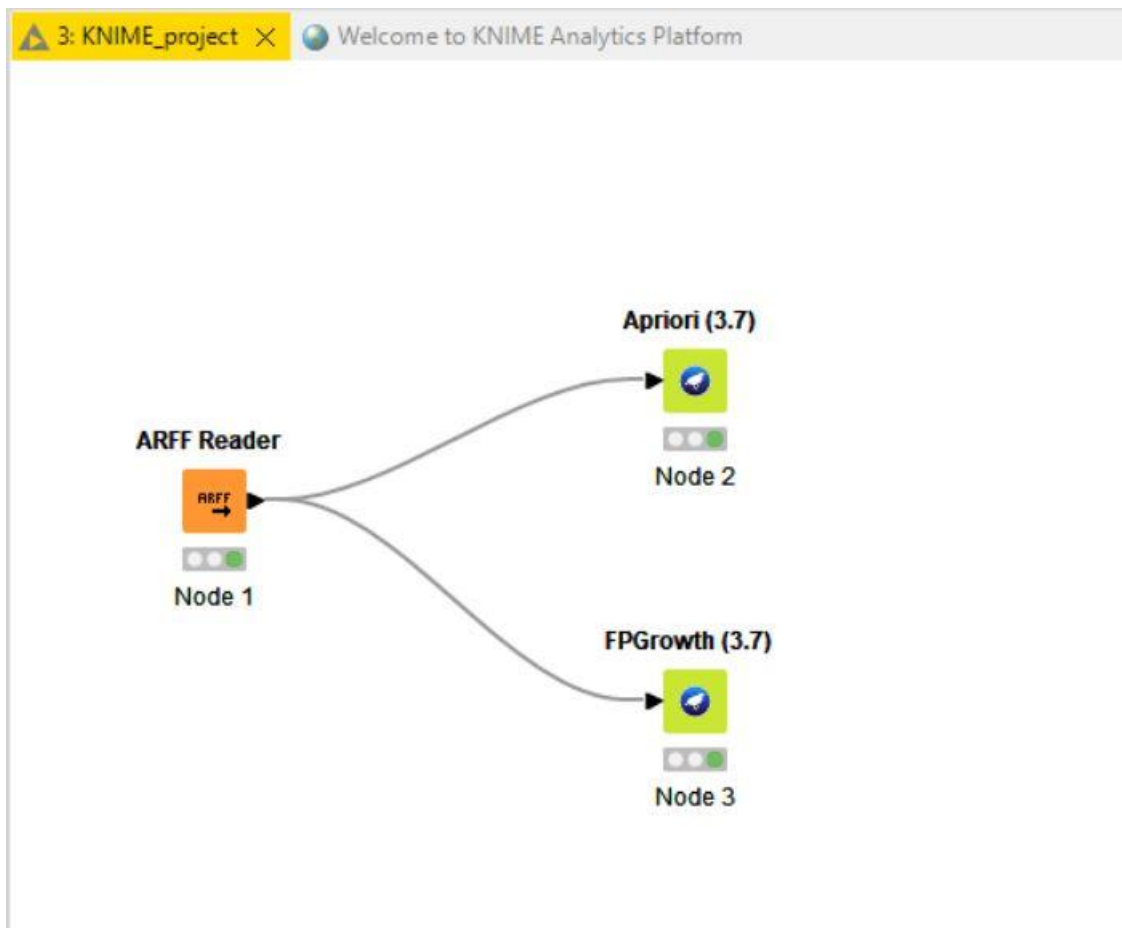 3: KNIME_project
Welcome to KNIME Analytics Platform
Apriori (3.7)
Node 2
ARFF Reader
ARFF
Node 1
FPGrowth (3.7)
Node 3